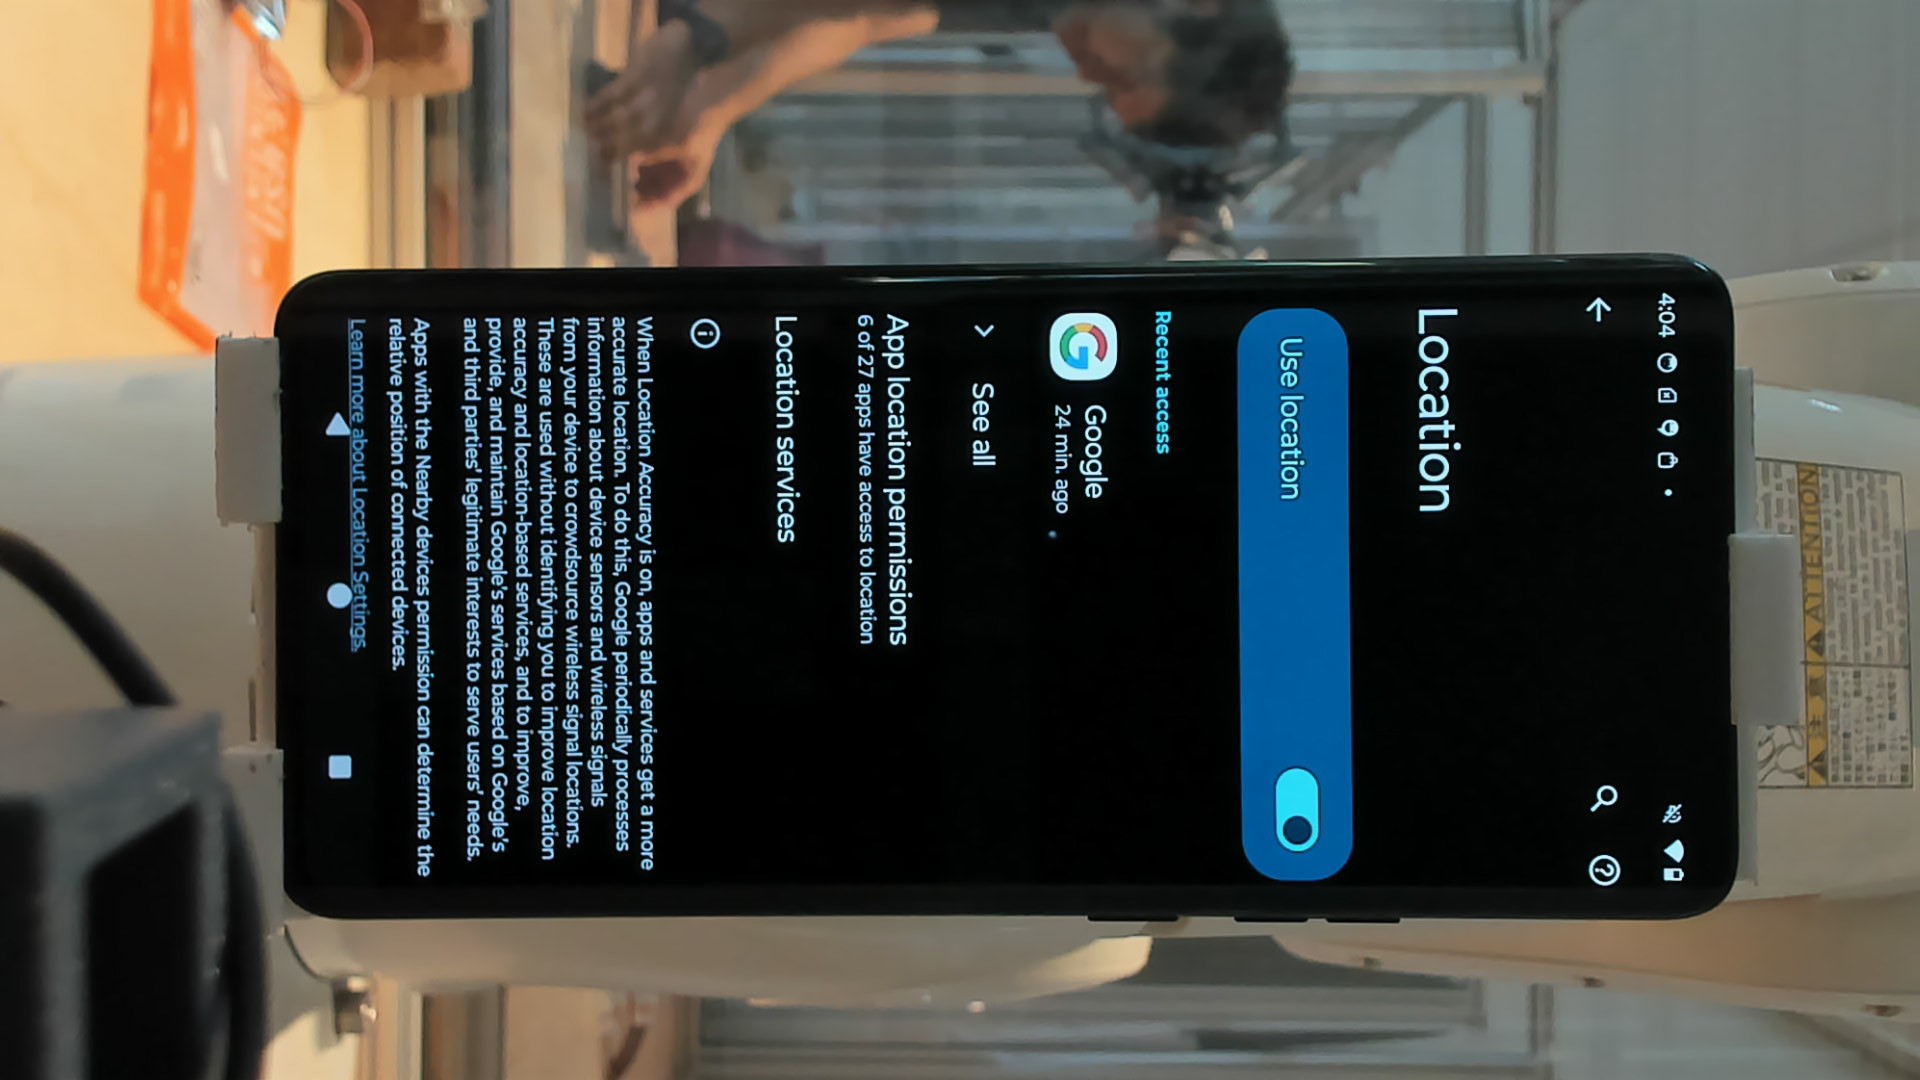 4:04
Location
Use location
Recent access
Google
24 min. ago
See all
App location permissions
6 of 27 apps have access to location
Location services
When Location Accuracy is on, apps and services get a more
accurate location. To do this, Google periodically processes
information about device sensors and wireless signals
from your device to crowdsource wireless signal locations.
These are used without identifying you to improve location
accuracy and location-based services, and to improve,
provide, and maintain Google's services based on Google's
and third parties' legitimate interests to serve users' needs.
Apps with the Nearby devices permission can determine the
relative position of connected devices.
Learn more about Location Settings.
ATTENTION